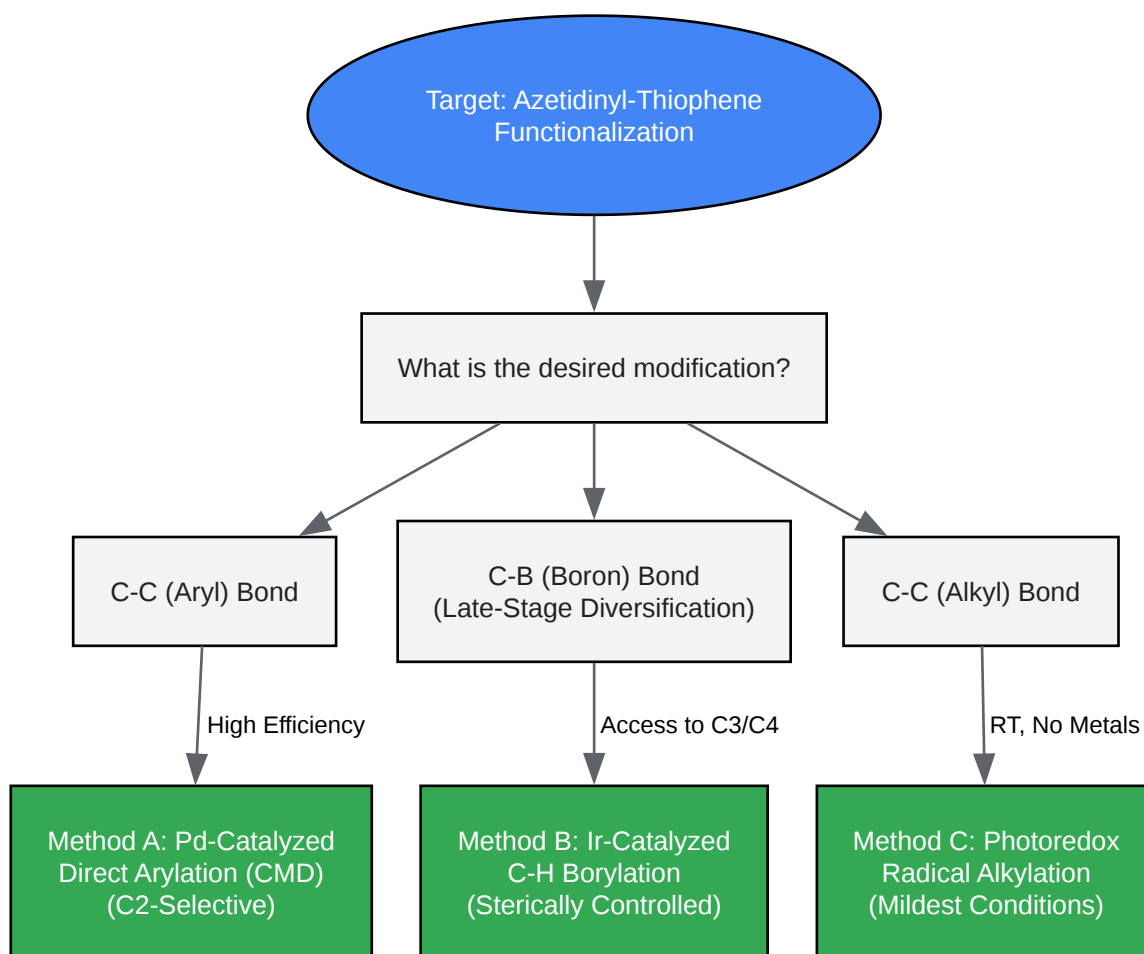 Target: Azetidinyl-Thiophene
Functionalization
What is the desired modification?
C-C (Aryl) Bond
C-B (Boron) Bond
(Late-Stage Diversification)
C-C (Alkyl) Bond
High Efficiency
Access to C3/C4
RT, No Metals
Method A: Pd-Catalyzed
Direct Arylation (CMD)
(C2-Selective)
Method B: Ir-Catalyzed
C-H Borylation
(Sterically Controlled)
Method C: Photoredox
Radical Alkylation
(Mildest Conditions)